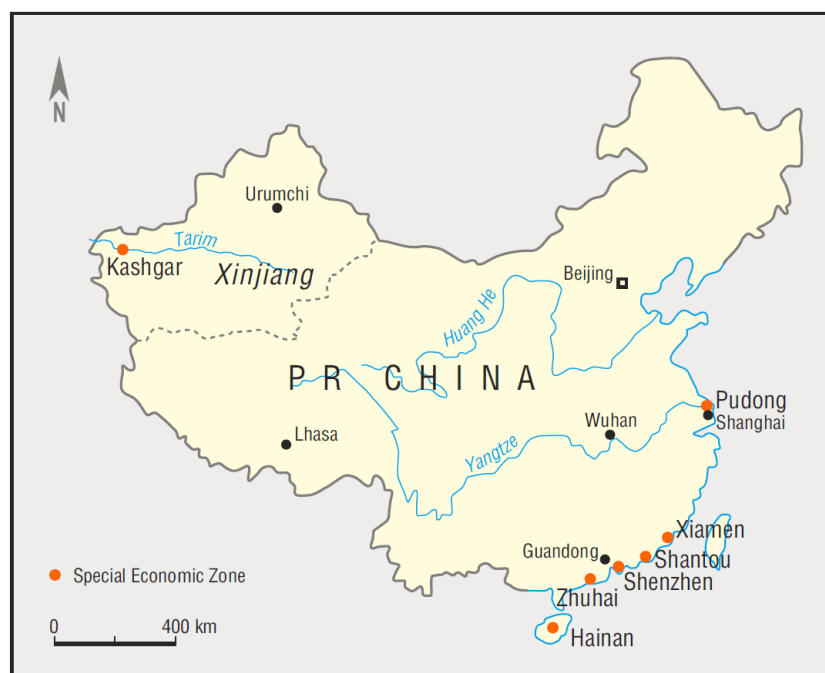 N
Urumchi
Tarim
Kashgar
Xinjiang
Beijing
Huang He
PR CHINA
Pudong
Shanghai
Wuhan
Lhasa
Yangtze
Xiamen
Guandong
Shantou
Shenzhen
Zhuhai
Hainan
Special Economic Zone
0 400 km